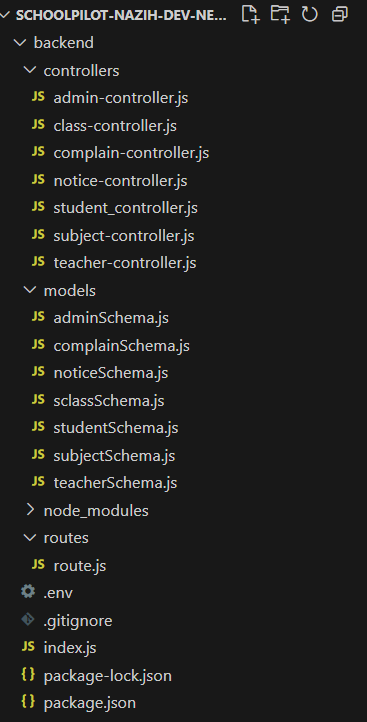 SCHOOLPILOT-NAZIH-DEV-NE...
backend
controllers
JS admin-controller.js
JS class-controller.js
JS complain-controller.js
JS notice-controller.js
JS student_controller.js
JS subject-controller.js
JS teacher-controller.js
models
JS adminSchema.js
JS complainSchema.js
JS noticeSchema.js
JS sclassSchema.js
JS studentSchema.js
JS subjectSchema.js
JS teacherSchema.js
node_modules
routes
JS route.js
.env
.gitignore
JS index.js
{} package-lock.json
{} package.json